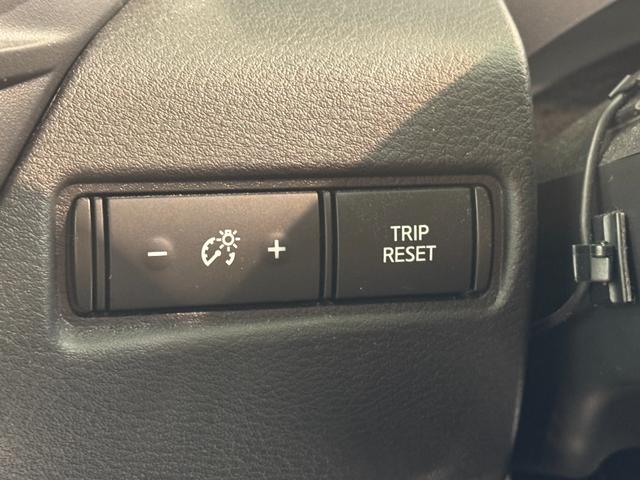 − +
TRIP
RESET